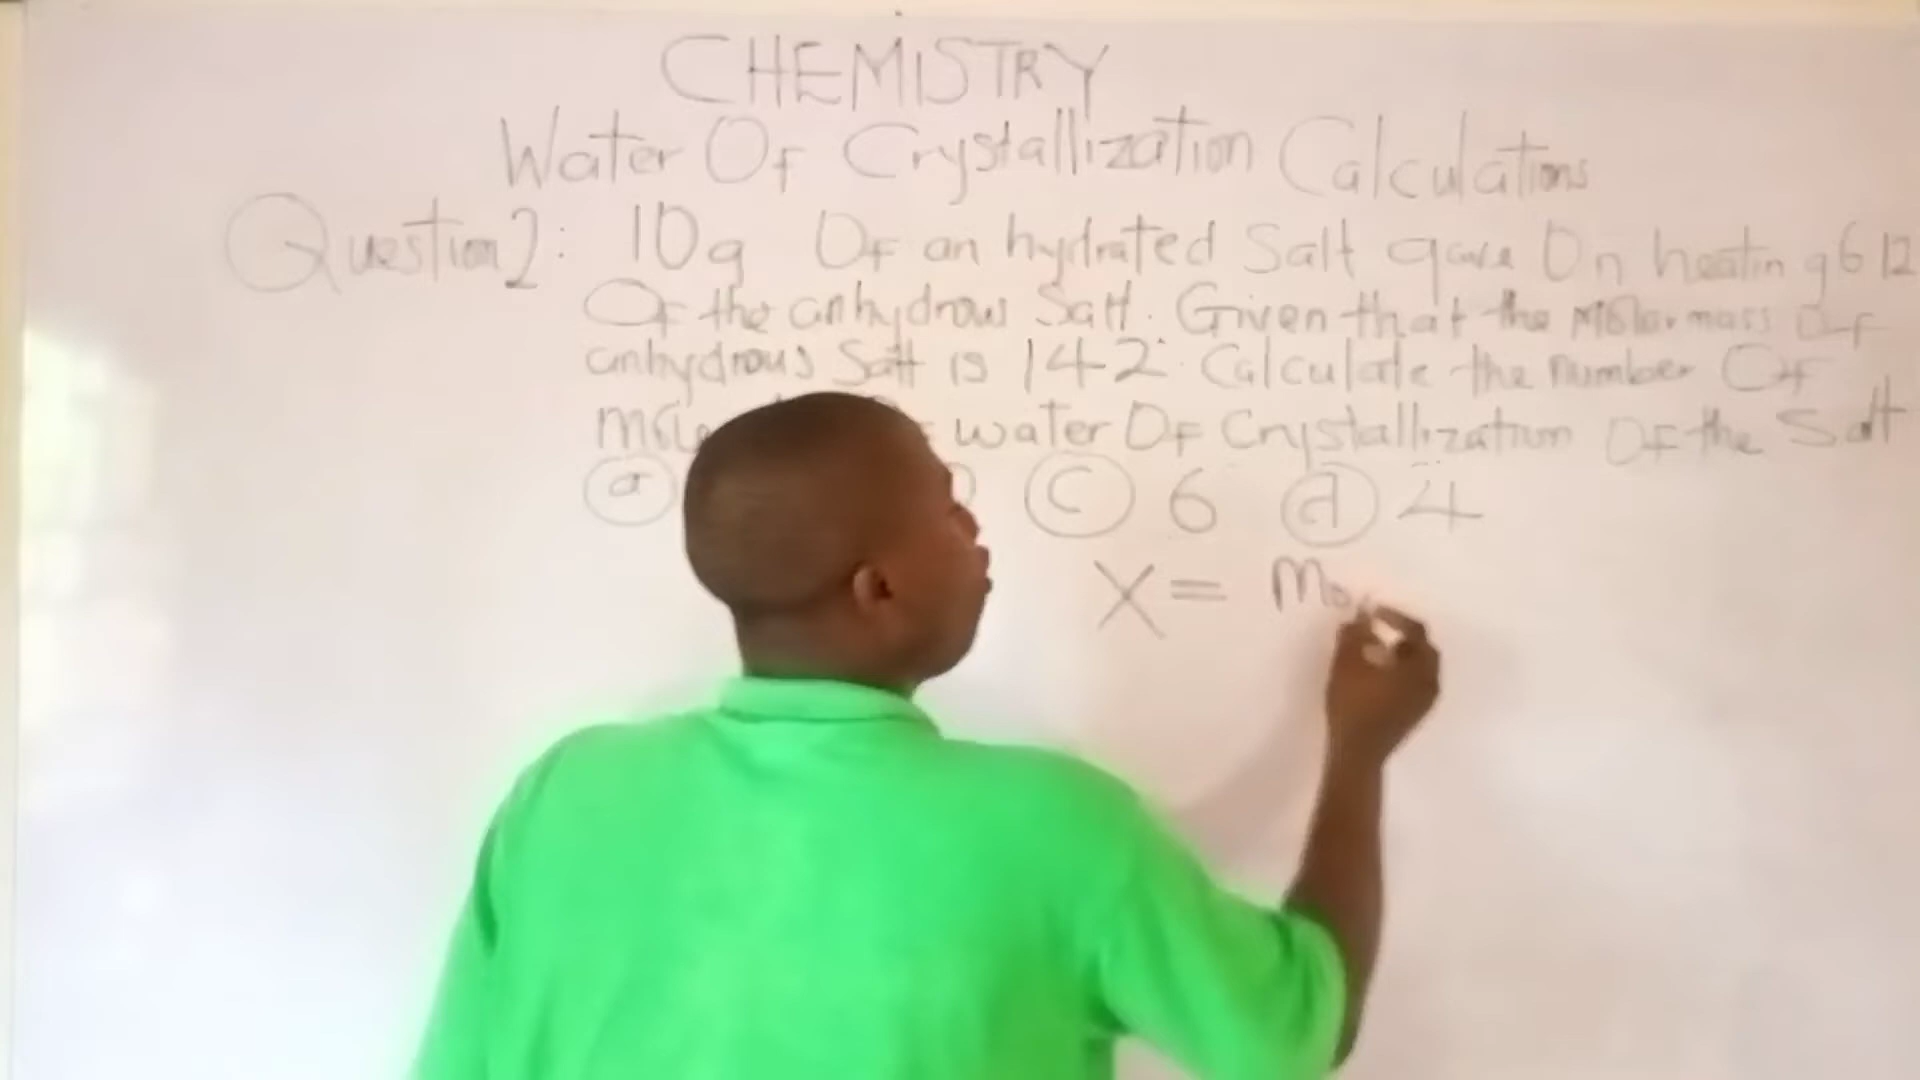 CHEMISTRY
Water Of Crystallization Calculations
Question 2: 10g Of an hydrated Salt gave On heating 6 12
Of the anhydrous Salt. Given that the Molar mass Of
anhydrous Salt is 142. Calculate the number Of
water Of Crystallization Of the Salt
a c 6 d 4
X = Mo